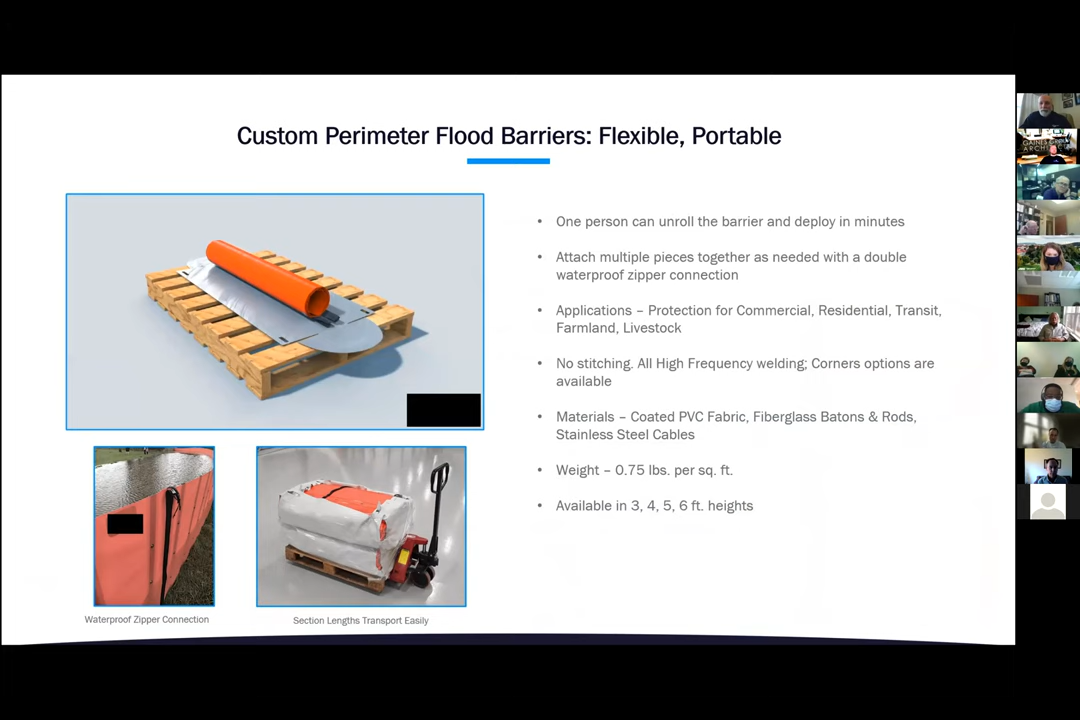 Custom Perimeter Flood Barriers: Flexible, Portable
• One person can unroll the barrier and deploy in minutes
• Attach multiple pieces together as needed with a double
waterproof zipper connection
• Applications – Protection for Commercial, Residential, Transit,
Farmland, Livestock
• No stitching. All High Frequency welding; Corners options are
available
• Materials – Coated PVC Fabric, Fiberglass Batons & Rods,
Stainless Steel Cables
• Weight – 0.75 lbs. per sq. ft.
• Available in 3, 4, 5, 6 ft. heights
Waterproof Zipper Connection
Section Lengths Transport Easily